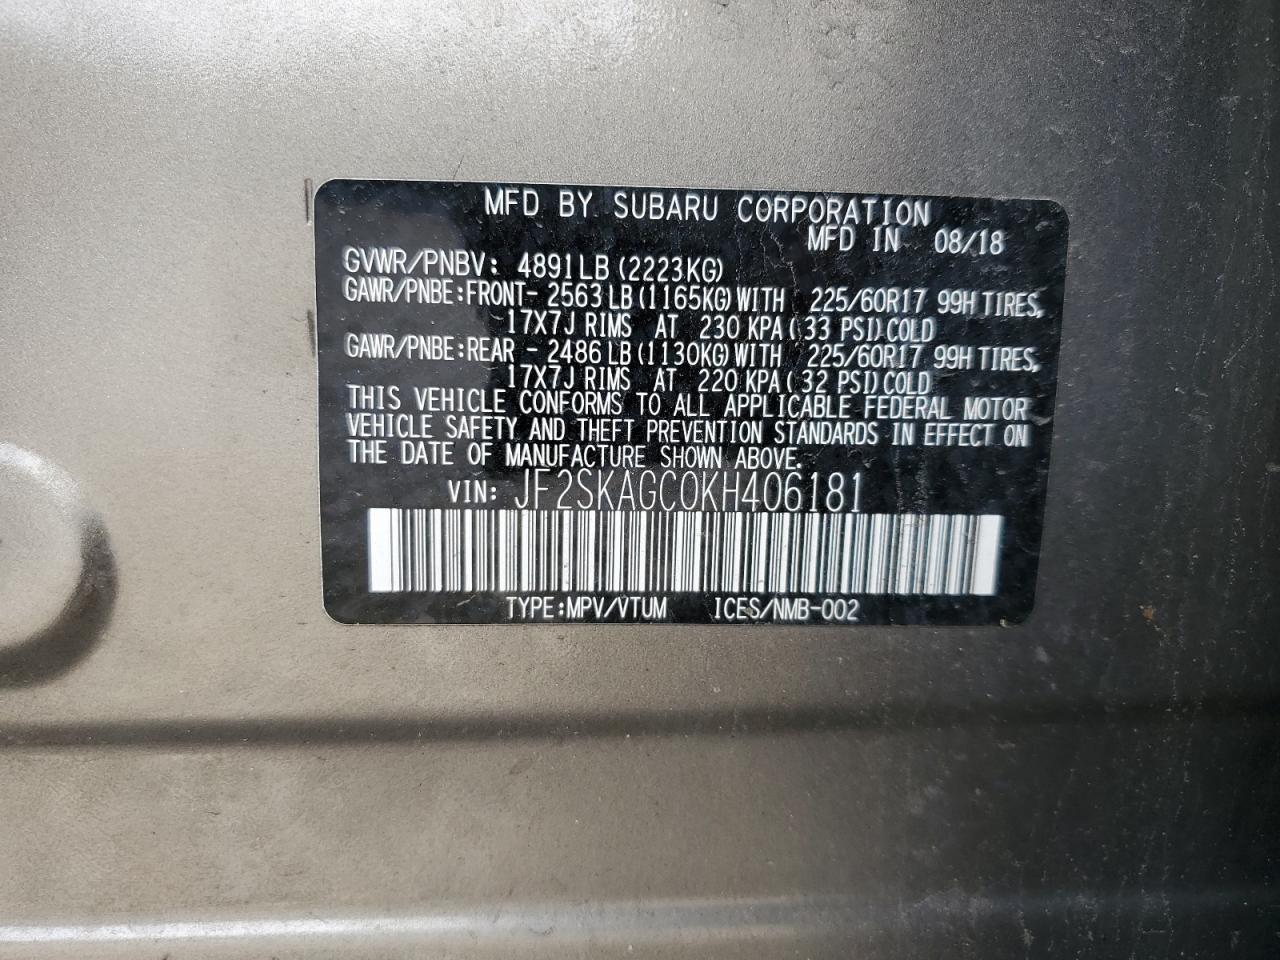 MFD BY SUBARU CORPORATION
MFD IN 08/18
GVWR/PNBV: 4891LB (2223KG)
GAWR/PNBE:FRONT- 2563LB (1165KG) WITH 225/60R17 99H TIRES,
17X7J RIMS AT 230 KPA ( 33 PSI) COLD
GAWR/PNBE:REAR - 2486LB (1130KG) WITH 225/60R17 99H TIRES,
17X7J RIMS AT 220 KPA ( 32 PSI) COLD
THIS VEHICLE CONFORMS TO ALL APPLICABLE FEDERAL MOTOR
VEHICLE SAFETY AND THEFT PREVENTION STANDARDS IN EFFECT ON
THE DATE OF MANUFACTURE SHOWN ABOVE.
VIN: JF2SKAGC0KH406181
TYPE:MPV/VTUM ICES/NMB-002